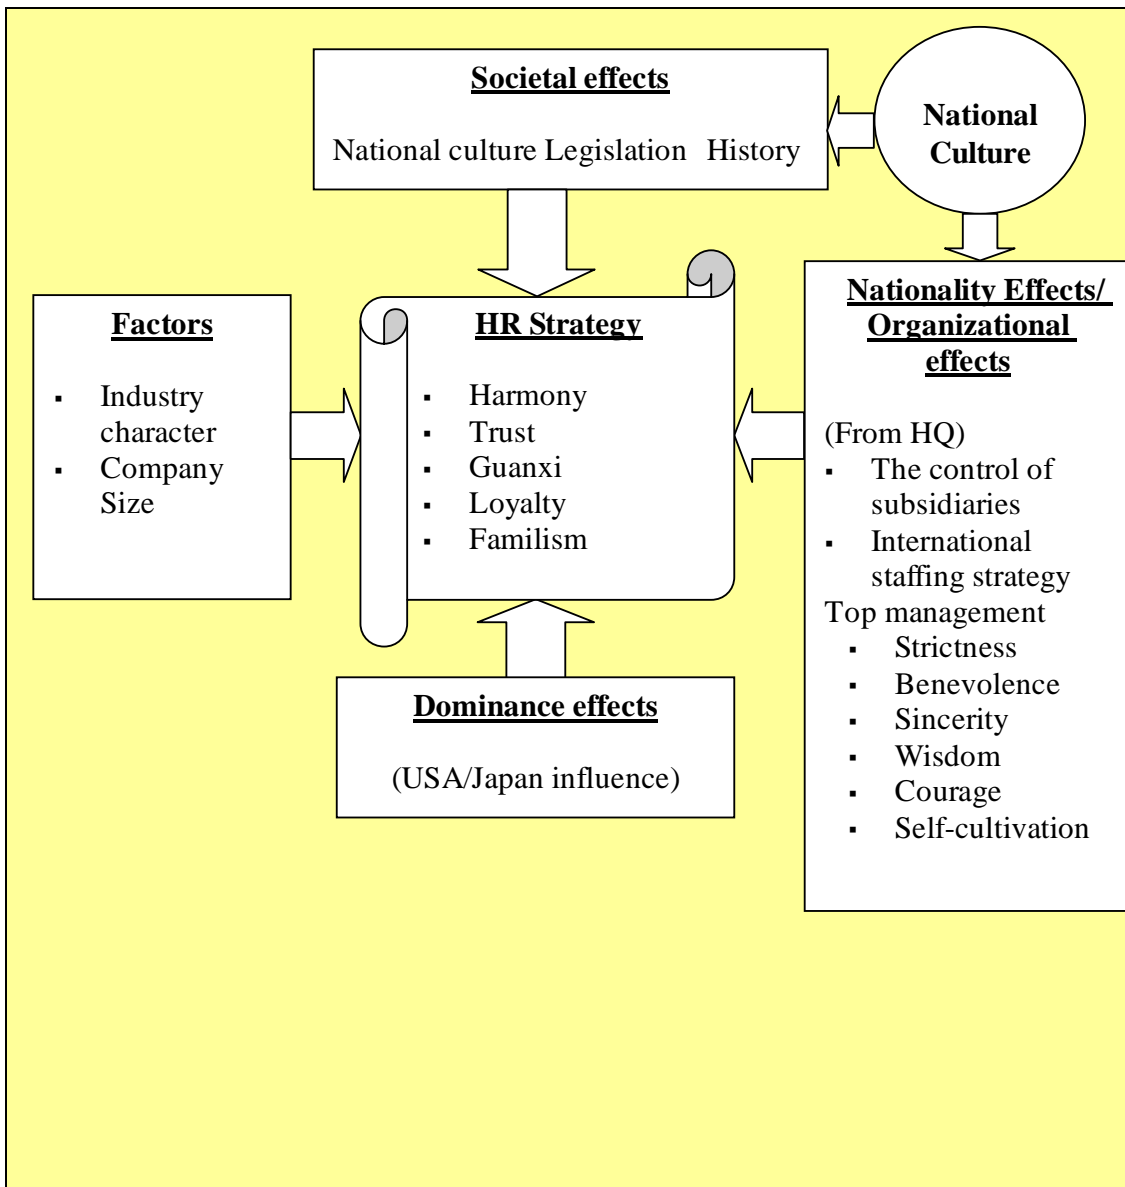 Societal effects
National culture Legislation History
National
Culture
Factors
▪ Industry
character
▪ Company
Size
HR Strategy
▪ Harmony
▪ Trust
▪ Guanxi
▪ Loyalty
▪ Familism
Nationality Effects/
Organizational
effects
(From HQ)
▪ The control of
subsidiaries
▪ International
staffing strategy
Top management
▪ Strictness
▪ Benevolence
▪ Sincerity
▪ Wisdom
▪ Courage
▪ Self-cultivation
Dominance effects
(USA/Japan influence)